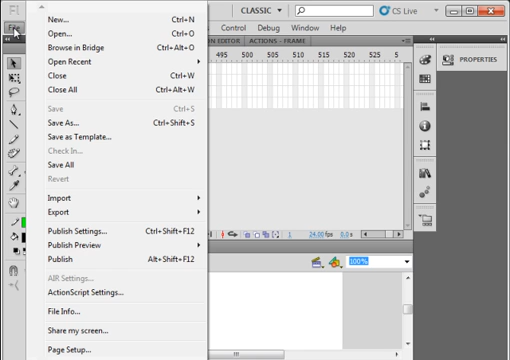 Fl
CLASSIC
CS Live
File
Control Debug Window Help
ION EDITOR
ACTIONS - FRAME
495 500 505 510 515 520 525 5
New... Ctrl+N
Open... Ctrl+O
Browse in Bridge Ctrl+Alt+O
Open Recent
Close Ctrl+W
Close All Ctrl+Alt+W
Save Ctrl+S
Save As... Ctrl+Shift+S
Save as Template...
Check In...
Save All
Revert
Import
Export
Publish Settings... Ctrl+Shift+F12
Publish Preview
Publish Alt+Shift+F12
AIR Settings...
ActionScript Settings...
File Info...
Share my screen...
Page Setup...
1 24.00 fps 0.0 s
100%
PROPERTIES